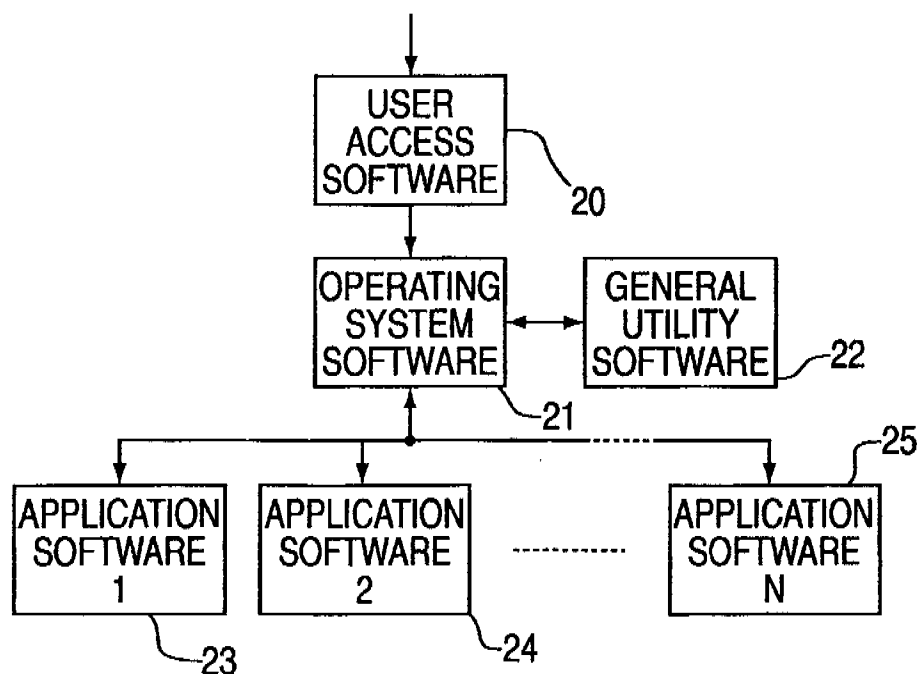 USER
ACCESS
SOFTWARE
20
OPERATING
SYSTEM
SOFTWARE
21
GENERAL
UTILITY
SOFTWARE
22
APPLICATION
SOFTWARE
1
23
APPLICATION
SOFTWARE
2
24
APPLICATION
SOFTWARE
N
25